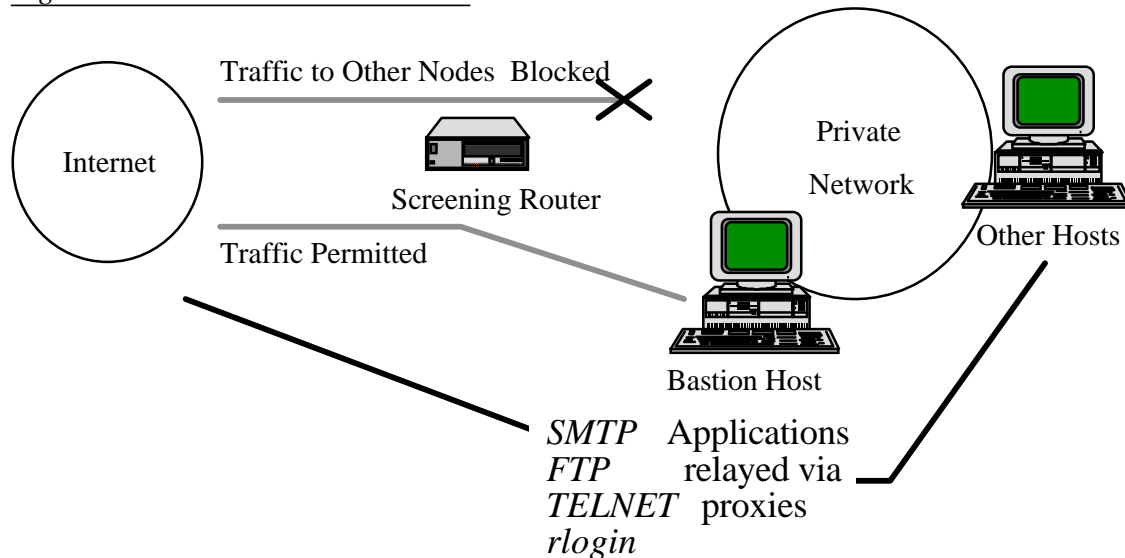 Traffic to Other Nodes Blocked
Internet
Private
Network
Screening Router
Traffic Permitted
Other Hosts
Bastion Host
SMTP Applications
FTP relayed via
TELNET proxies
rlogin